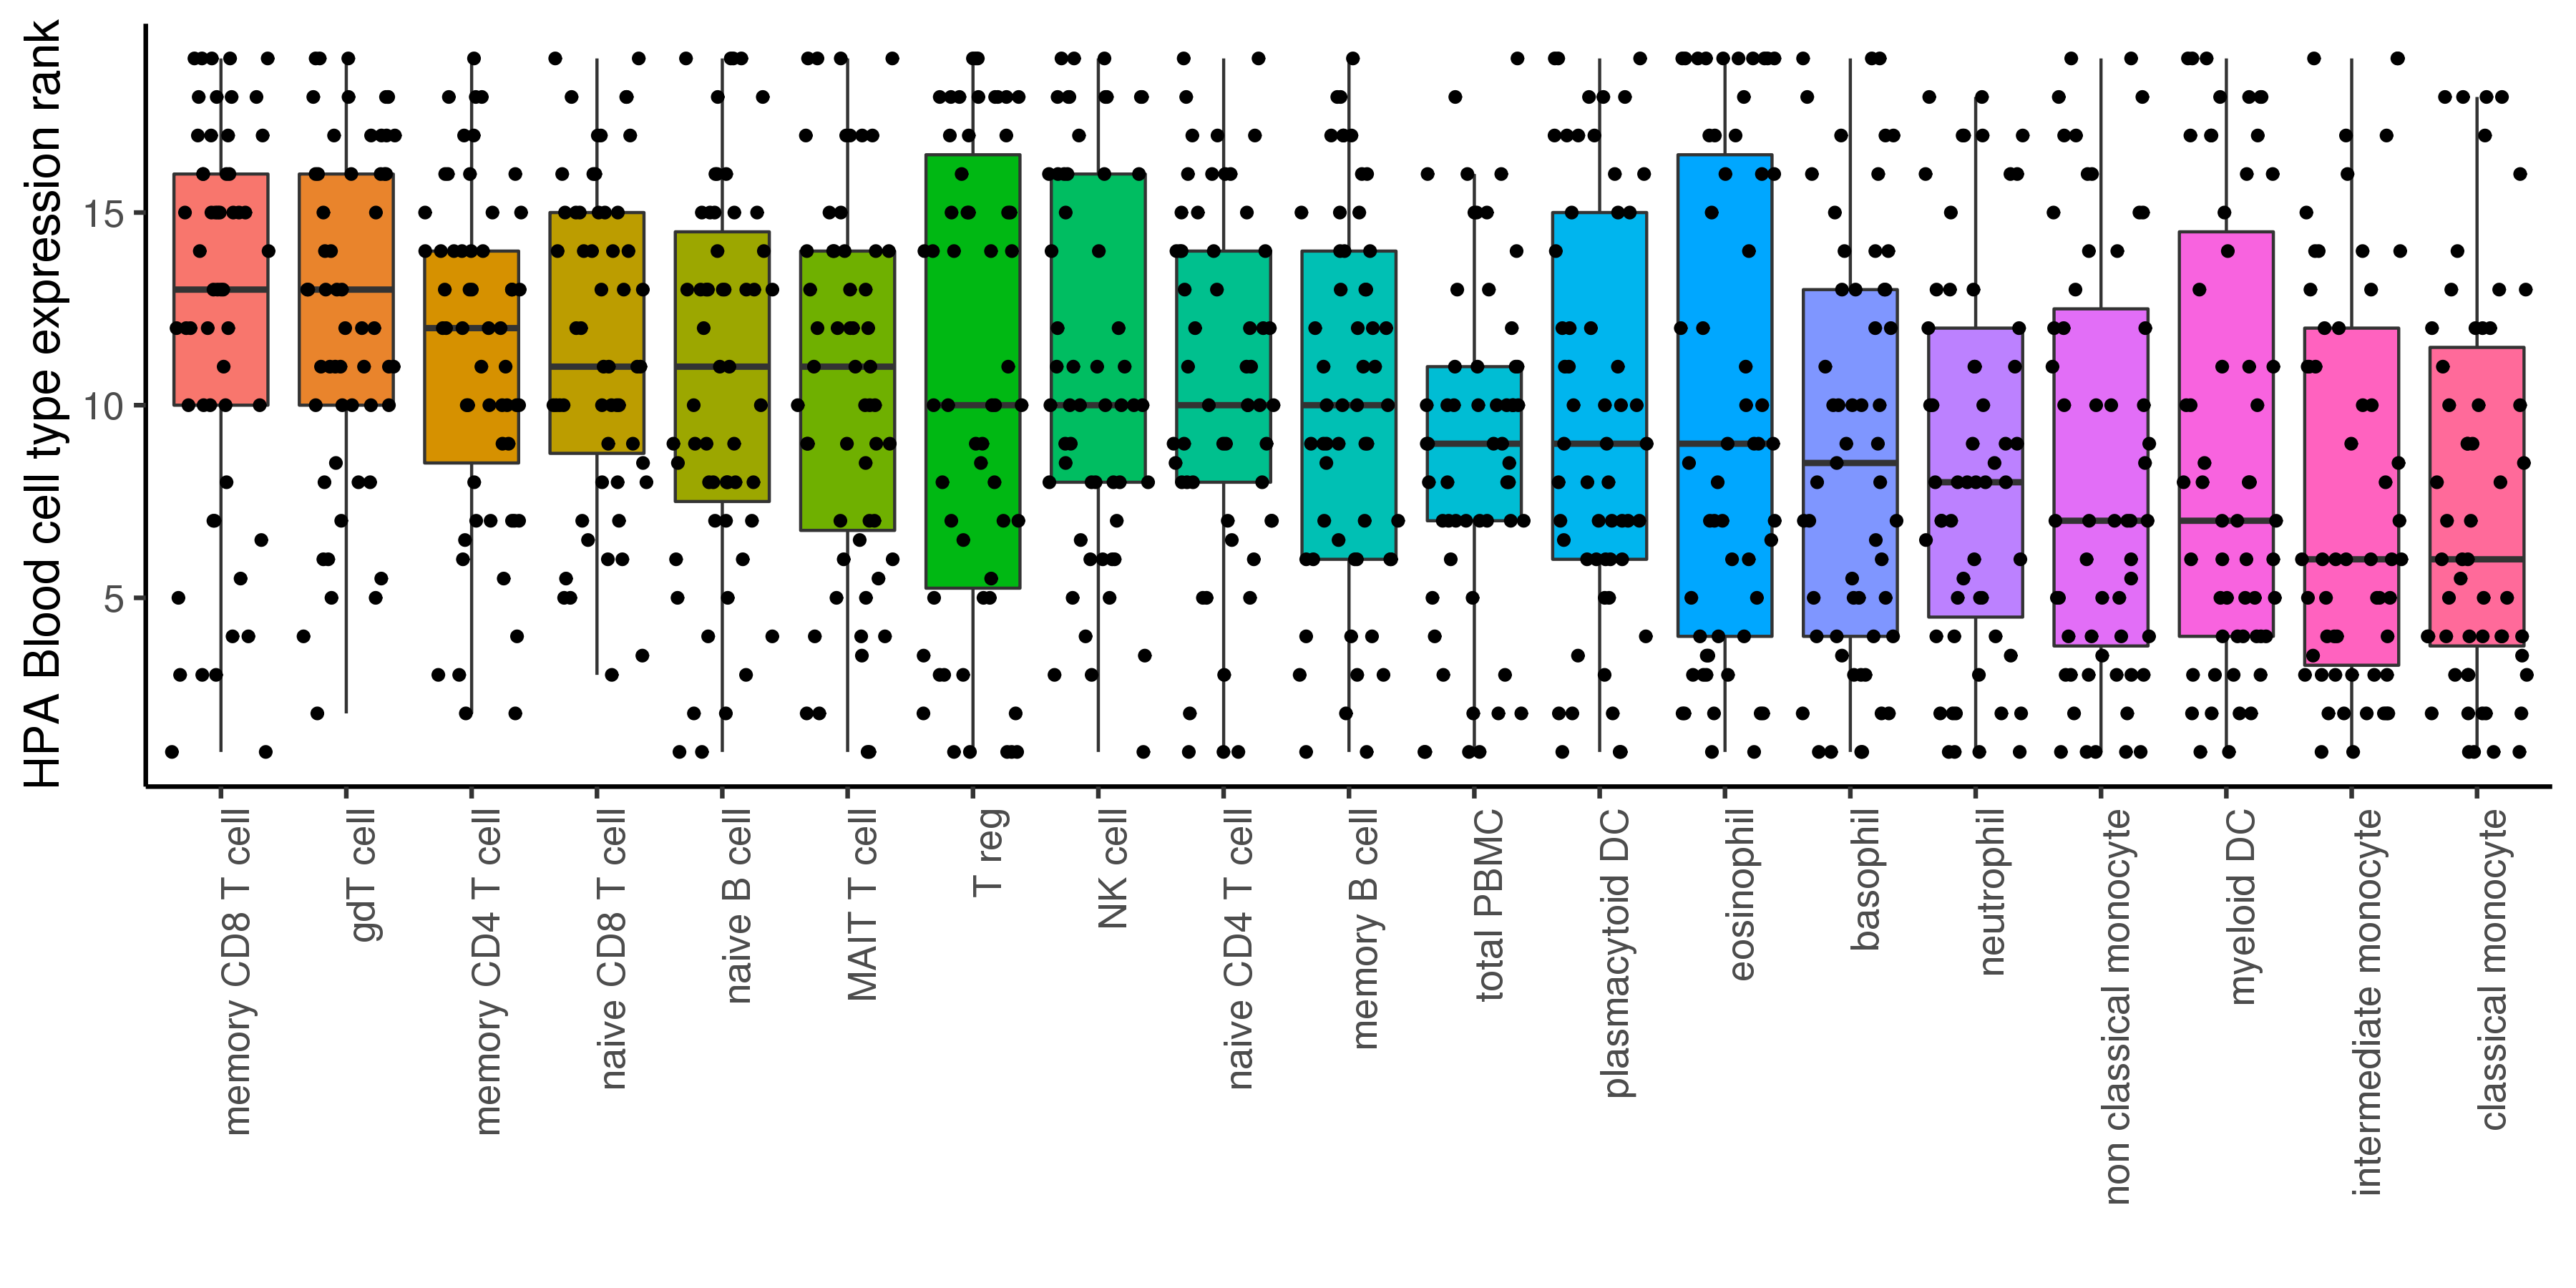 HPA Blood cell type expression rank
15
10
5
memory CD8 T cell
gdT cell
memory CD4 T cell
naive CD8 T cell
naive B cell
MAIT T cell
T reg
NK cell
naive CD4 T cell
memory B cell
total PBMC
plasmacytoid DC
eosinophil
basophil
neutrophil
non classical monocyte
myeloid DC
intermediate monocyte
classical monocyte